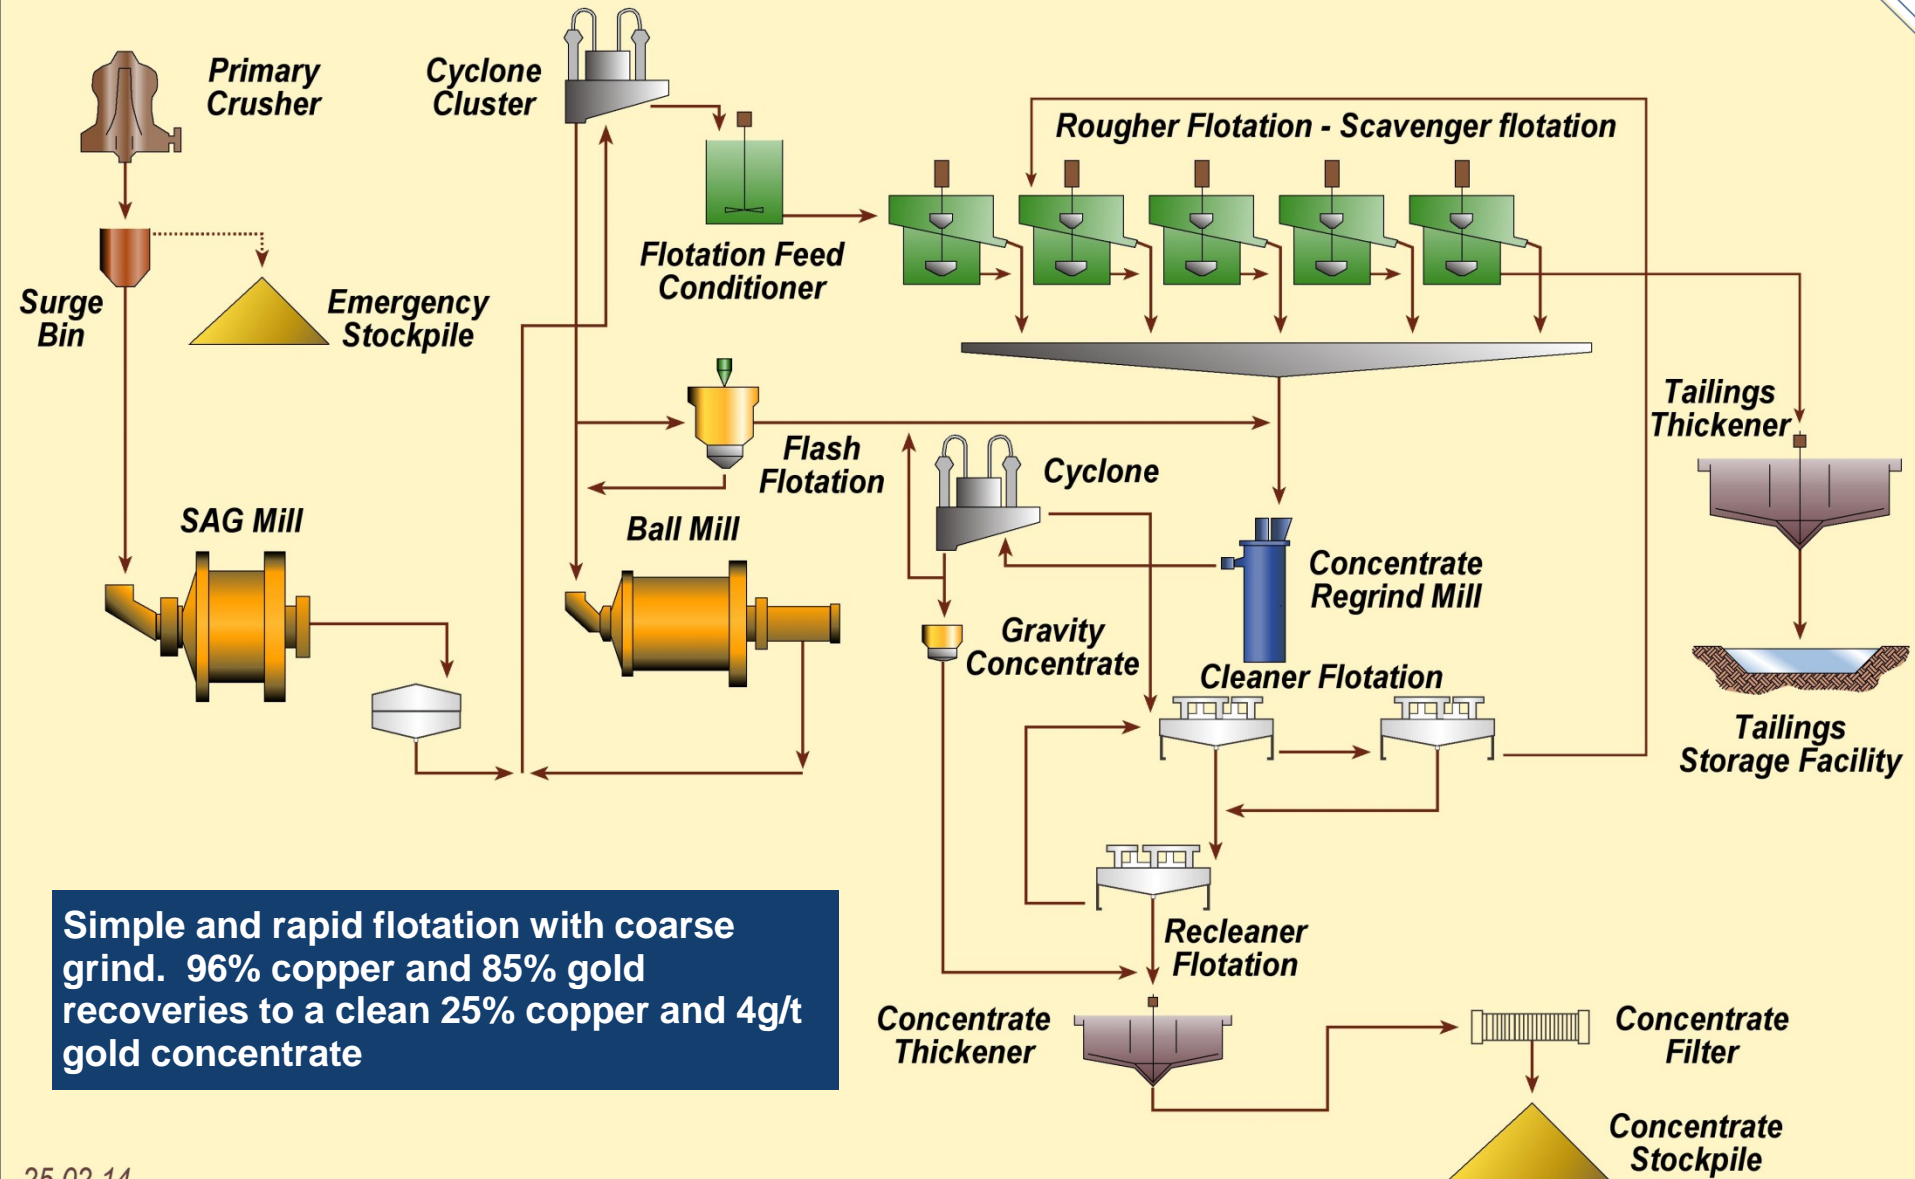 Primary
Crusher
Cyclone
Cluster
Rougher Flotation - Scavenger flotation
Flotation Feed
Conditioner
Surge
Bin
Emergency
Stockpile
Tailings
Thickener
Flash
Flotation
Cyclone
SAG Mill
Ball Mill
Concentrate
Regrind Mill
Gravity
Concentrate
Cleaner Flotation
Tailings
Storage Facility
Simple and rapid flotation with coarse
grind.  96% copper and 85% gold
recoveries to a clean 25% copper and 4g/t
gold concentrate
Recleaner
Flotation
Concentrate
Thickener
Concentrate
Filter
Concentrate
Stockpile